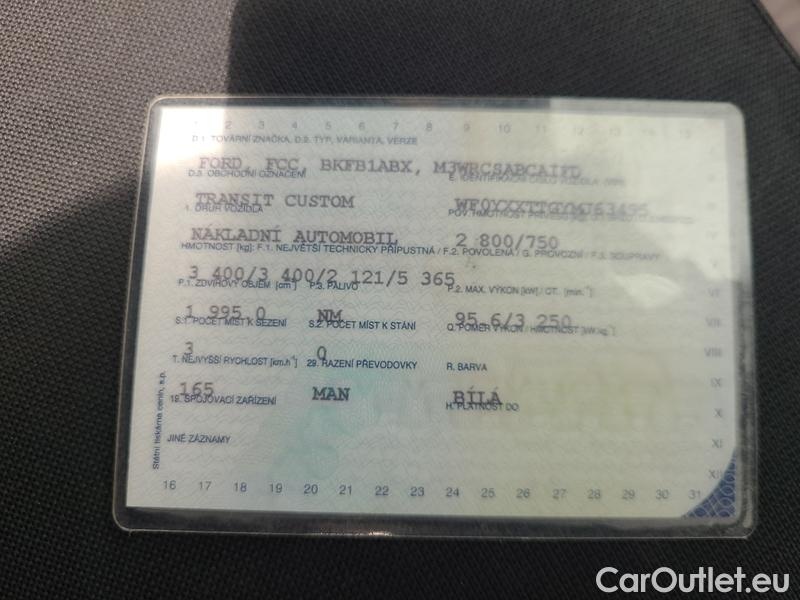 1 2 3 4 5 6 7 8 9 10 11 12
D.1. TOVÁRNÍ ZNAČKA, D.2. TYP, VARIANTA, VERZE
FORD, FCC, BKFB1ABX,
D.3. OBCHODNÍ OZNAČENÍ E. IDENTIFIKAČNÍ ČÍSLO VOZIDLA (VIN)
TRANSIT CUSTOM
J. DRUH VOZIDLA
NÁKLADNÍ AUTOMOBIL 2 800/750
HMOTNOST [kg]: F.1. NEJVĚTŠÍ TECHNICKY PŘÍPUSTNÁ / F.2. POVOLENÁ / G. PROVOZNÍ / F.3. SOUPRAVY
3 400/3 400/2 121/5 365
P.1. ZDVIHOVÝ OBJEM [cm³] P.3. PALIVO P.2. MAX. VÝKON [kW] / OT. [min.⁻¹] VI
1 995,0 NM 95,6/3 250 VII
S.1. POČET MÍST K SEZENÍ S.2. POČET MÍST K STÁNÍ Q. POMĚR VÝKON / HMOTNOST [kW.kg⁻¹]
3 0 VIII
T. NEJVYŠŠÍ RYCHLOST [km.h⁻¹] 29. ŘAZENÍ PŘEVODOVKY R. BARVA
165 MAN BÍLÁ IX
19. SPOJOVACÍ ZAŘÍZENÍ H. PLATNOST DO X
JINÉ ZÁZNAMY XI
XII
16 17 18 19 20 21 22 23 24 25 26 27 28 29 30 31
Státní tiskárna cenin, s.p.
CarOutlet.eu